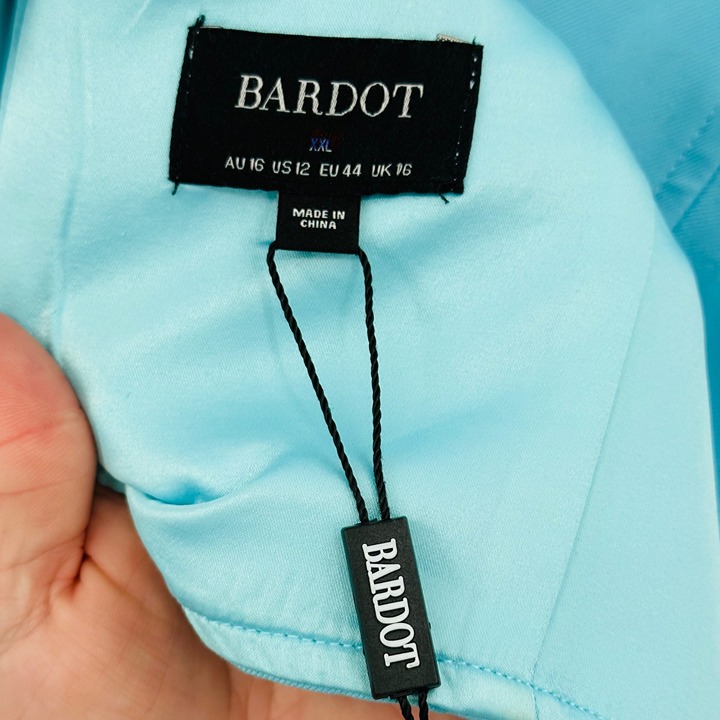 BARDOT
XXL
AU 16 US 12 EU 44 UK 16
MADE IN
CHINA
BARDOT